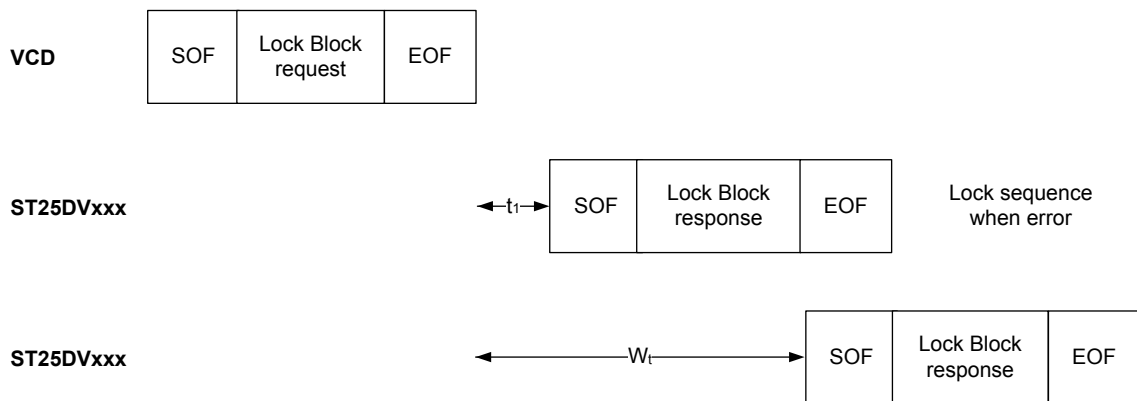 VCD
SOF
Lock Block
request
EOF
ST25DVxxx
t1
SOF
Lock Block
response
EOF
Lock sequence
when error
ST25DVxxx
Wt
SOF
Lock Block
response
EOF